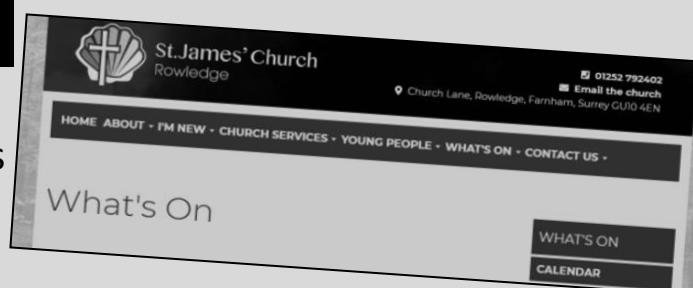 St.James' Church
Rowledge
01252 792402
Email the church
Church Lane, Rowledge, Farnham, Surrey GU10 4EN
HOME ABOUT I'M NEW CHURCH SERVICES YOUNG PEOPLE WHAT'S ON CONTACT US
What's On
WHAT'S ON
CALENDAR